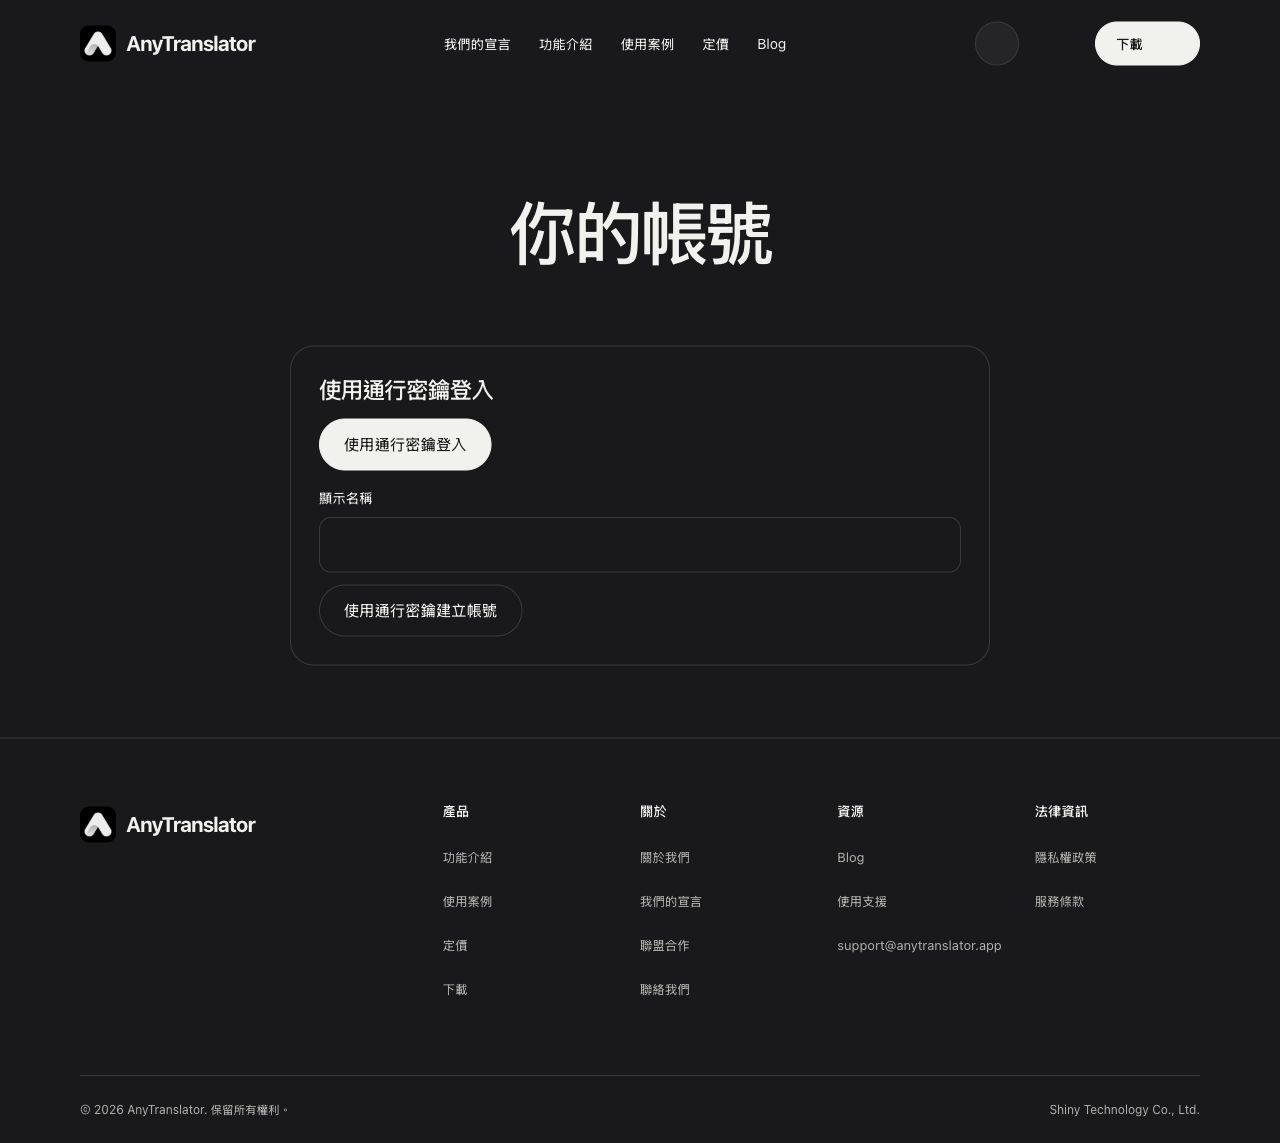 AnyTranslator
我們的宣言
功能介紹
使用案例
定價
Blog
下載
你的帳號
使用通行密鑰登入
使用通行密鑰登入
顯示名稱
使用通行密鑰建立帳號
AnyTranslator
產品
功能介紹
使用案例
定價
下載
關於
關於我們
我們的宣言
聯盟合作
聯絡我們
資源
Blog
使用支援
support@anytranslator.app
法律資訊
隱私權政策
服務條款
© 2026 AnyTranslator. 保留所有權利。
Shiny Technology Co., Ltd.